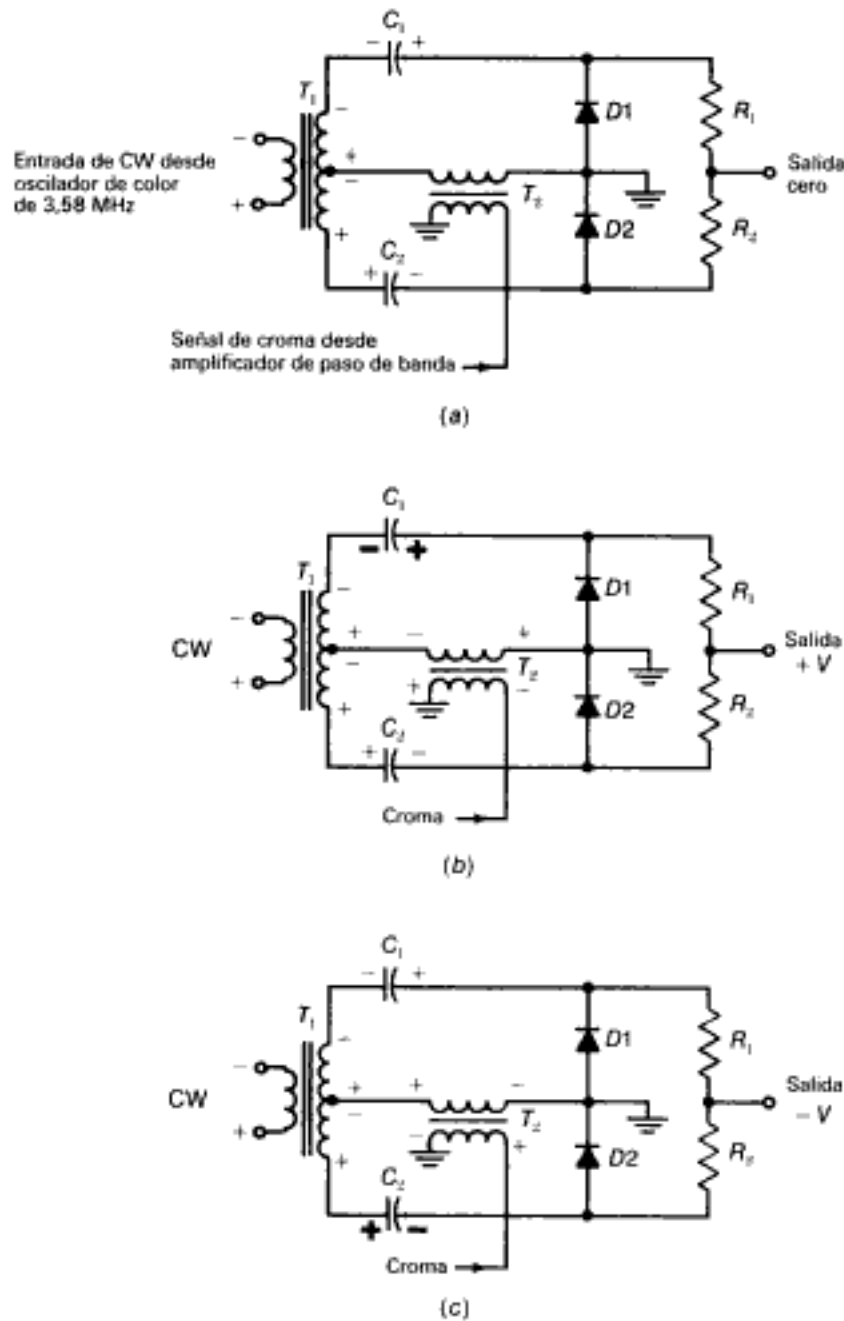 C₁
− +
T₁
−
D1
R₁
−
Entrada de CW desde
oscilador de color
de 3,58 MHz
+
+
−
T₂
Salida
cero
+
D2
R₂
C₂
+ −
Señal de croma desde
amplificador de paso de banda
(a)
C₁
− +
T₁
−
D1
R₁
−
CW
+
+
−
− +
T₂
+ −
Salida
+ V
+
D2
R₂
C₂
+ −
Croma
(b)
C₁
− +
T₁
−
D1
R₁
−
CW
+
+
−
+ −
T₂
− +
Salida
− V
+
D2
R₂
C₂
+ −
Croma
(c)